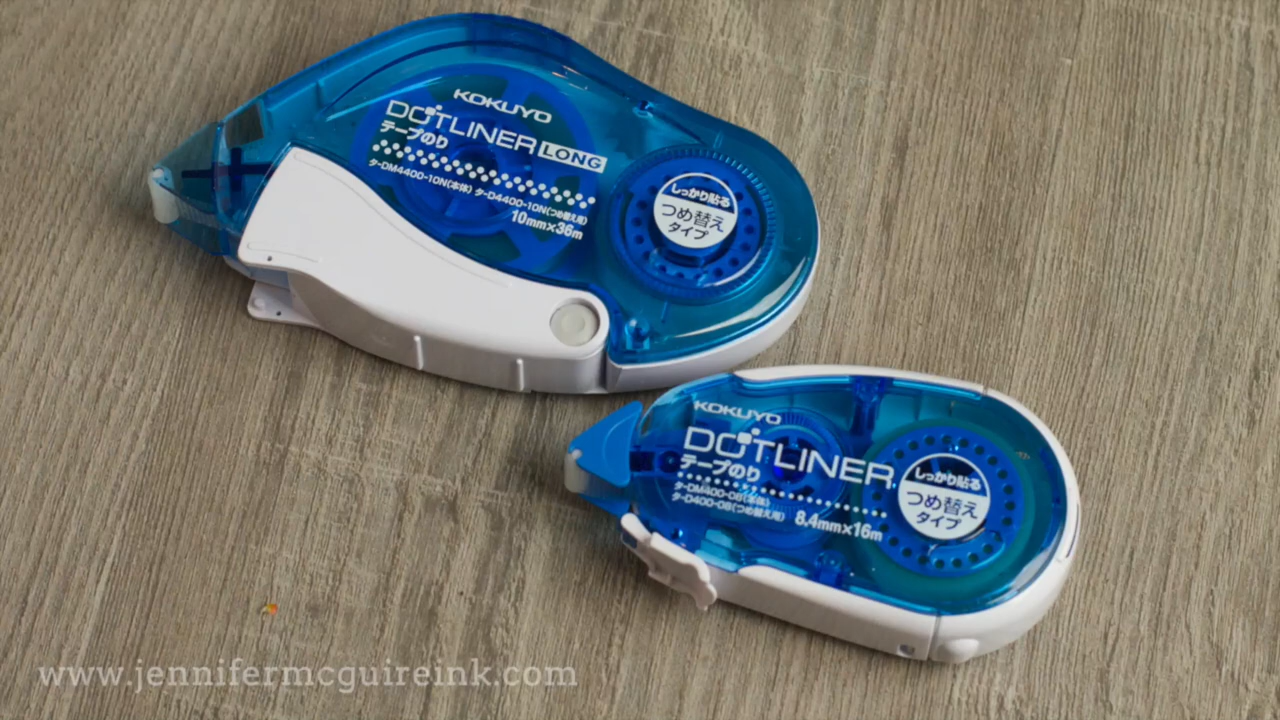 KOKUYO
DOTLINER LONG
テープのり
タ-DM4400-10N(本体) タ-D4400-10N(つめ替え用)
10mm×36m
しっかり貼る
つめ替え
タイプ
KOKUYO
DOTLINER
テープのり
タ-DM400-08(本体)
タ-D400-08(つめ替え用) 8.4mm×16m
しっかり貼る
つめ替え
タイプ
www.jennifermcguireink.com